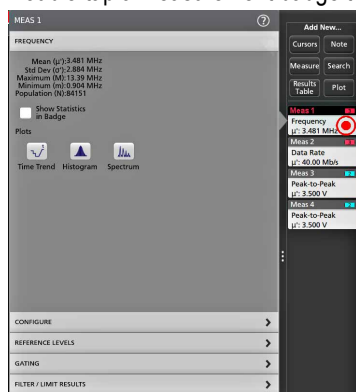 MEAS 1
FREQUENCY
Mean (µ'):3.481 MHz
Std Dev (σ'):2.884 MHz
Maximum (M):13.39 MHz
Minimum (m):0.904 MHz
Population (N):84151
Show Statistics
in Badge
Plots
Time Trend Histogram Spectrum
CONFIGURE
REFERENCE LEVELS
GATING
FILTER / LIMIT RESULTS
Add New...
Cursors Note
Measure Search
Results
Table
Plot
Meas 1
Frequency
µ': 3.481 MHz
Meas 2
Data Rate
µ': 40.00 Mb/s
Meas 3
Peak-to-Peak
µ': 3.500 V
Meas 4
Peak-to-Peak
µ': 3.500 V